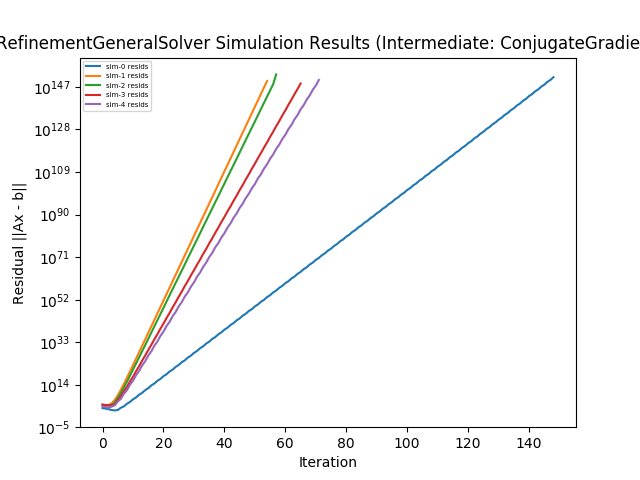 RefinementGeneralSolver Simulation Results (Intermediate: ConjugateGradie
sim-0 resids
sim-1 resids
sim-2 resids
sim-3 resids
sim-4 resids
Residual ||Ax - b||
10^147
10^128
10^109
10^90
10^71
10^52
10^33
10^14
10^−5
0 20 40 60 80 100 120 140
Iteration